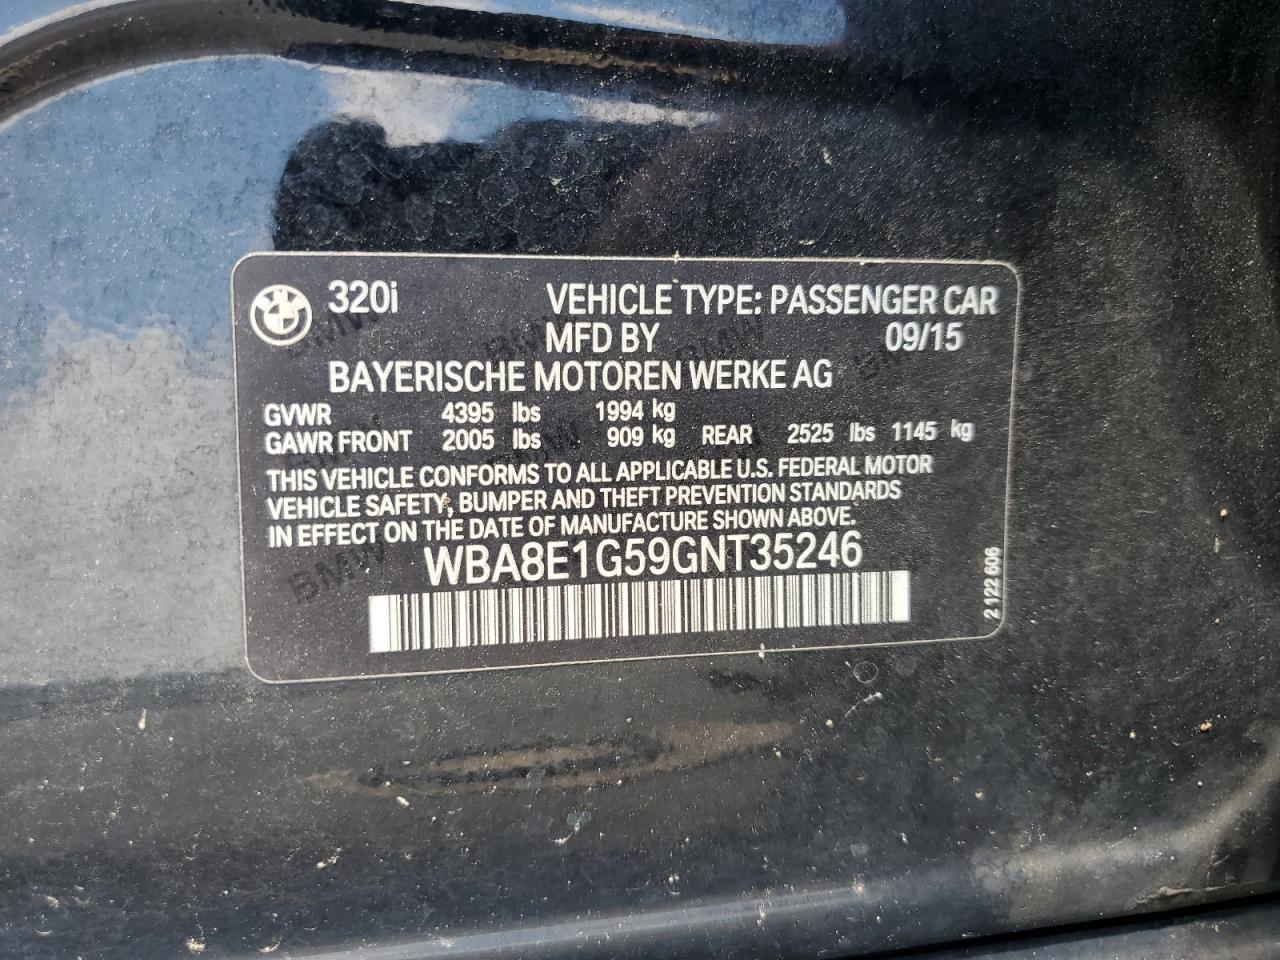 320i VEHICLE TYPE: PASSENGER CAR
MFD BY 09/15
BAYERISCHE MOTOREN WERKE AG
GVWR 4395 lbs 1994 kg
GAWR FRONT 2005 lbs 909 kg REAR 2525 lbs 1145 kg
THIS VEHICLE CONFORMS TO ALL APPLICABLE U.S. FEDERAL MOTOR
VEHICLE SAFETY, BUMPER AND THEFT PREVENTION STANDARDS
IN EFFECT ON THE DATE OF MANUFACTURE SHOWN ABOVE.
WBA8E1G59GNT35246
2 122 606